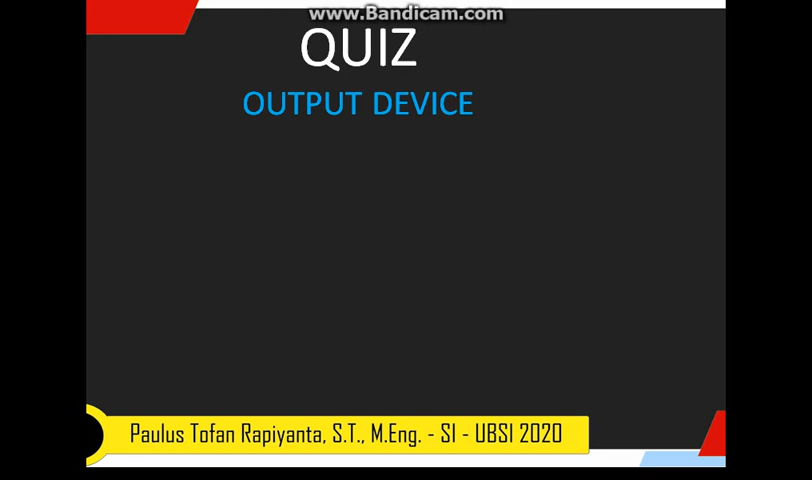 www.Bandicam.com
QUIZ
OUTPUT DEVICE
Paulus Tofan Rapiyanta, S.T., M.Eng. - SI - UBSI 2020